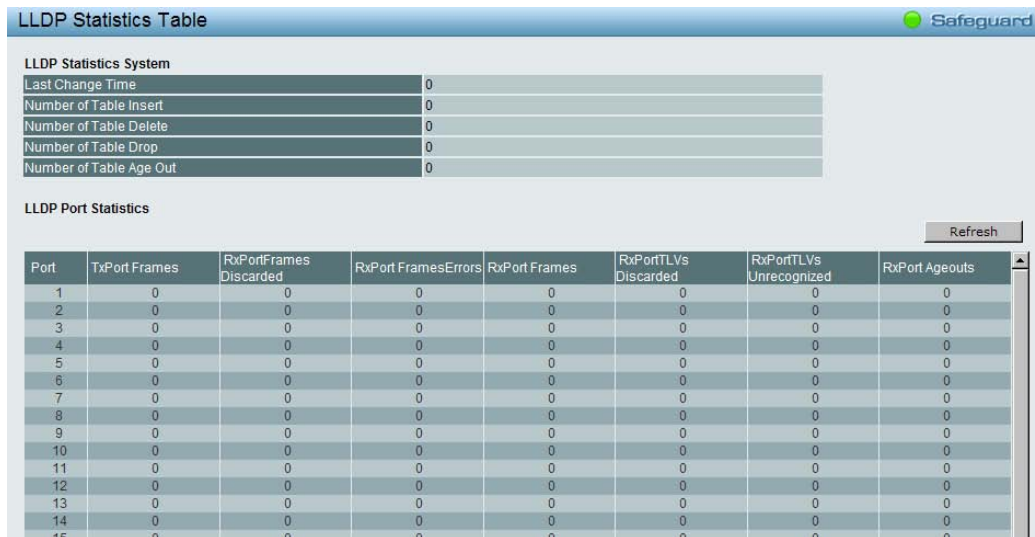 LLDP Statistics Table
Safeguard
LLDP Statistics System
Last Change Time 0
Number of Table Insert 0
Number of Table Delete 0
Number of Table Drop 0
Number of Table Age Out 0
LLDP Port Statistics
Refresh
Port TxPort Frames RxPortFrames Discarded RxPort FramesErrors RxPort Frames RxPortTLVs Discarded RxPortTLVs Unrecognized RxPort Ageouts
1 0 0 0 0 0 0 0
2 0 0 0 0 0 0 0
3 0 0 0 0 0 0 0
4 0 0 0 0 0 0 0
5 0 0 0 0 0 0 0
6 0 0 0 0 0 0 0
7 0 0 0 0 0 0 0
8 0 0 0 0 0 0 0
9 0 0 0 0 0 0 0
10 0 0 0 0 0 0 0
11 0 0 0 0 0 0 0
12 0 0 0 0 0 0 0
13 0 0 0 0 0 0 0
14 0 0 0 0 0 0 0